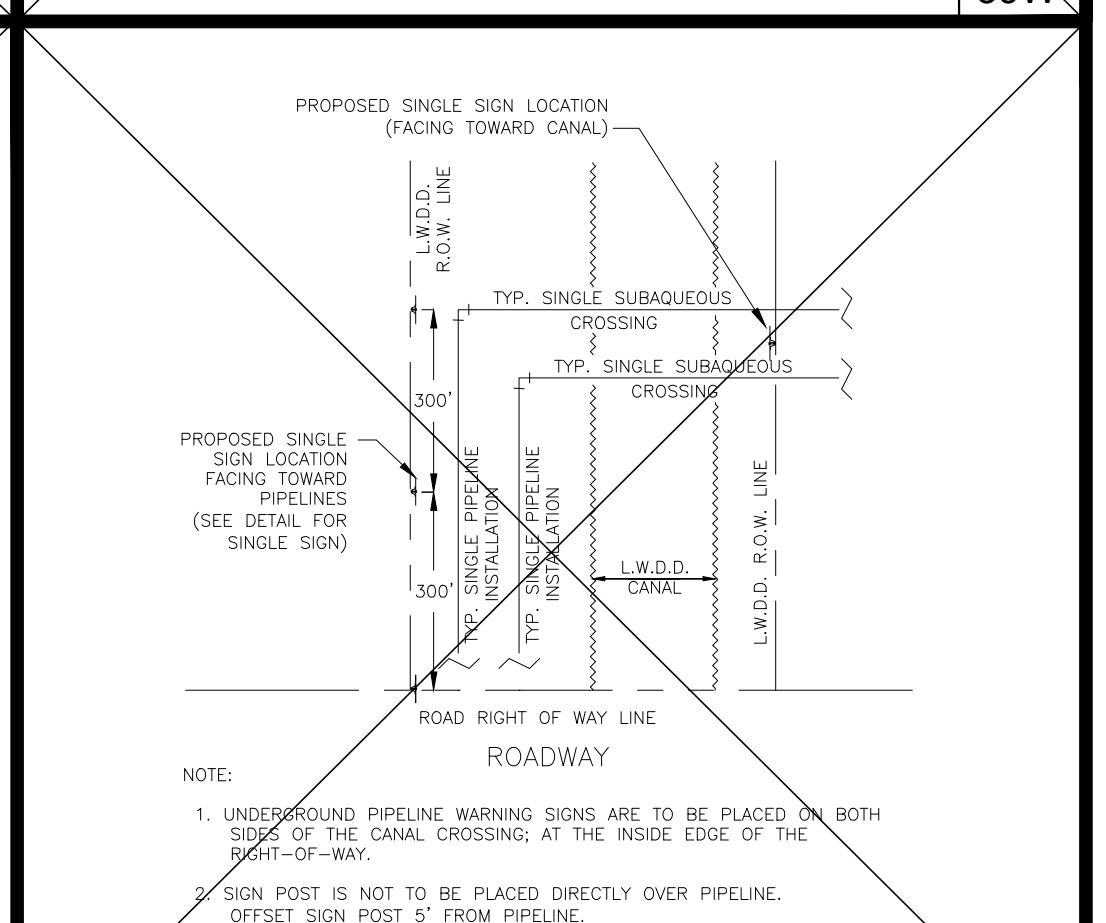 PROPOSED SINGLE SIGN LOCATION
(FACING TOWARD CANAL)
L.W.D.D.
R.O.W. LINE
TYP. SINGLE SUBAQUEOUS
CROSSING
TYP. SINGLE SUBAQUEOUS
CROSSING
300'
PROPOSED SINGLE
SIGN LOCATION
FACING TOWARD
PIPELINES
(SEE DETAIL FOR
SINGLE SIGN)
TYP. SINGLE PIPELINE
INSTALLATION
TYP. SINGLE PIPELINE
INSTALLATION
L.W.D.D.
CANAL
L.W.D.D. R.O.W. LINE
300'
ROAD RIGHT OF WAY LINE
ROADWAY
NOTE:
1. UNDERGROUND PIPELINE WARNING SIGNS ARE TO BE PLACED ON BOTH
SIDES OF THE CANAL CROSSING; AT THE INSIDE EDGE OF THE
RIGHT-OF-WAY.
2. SIGN POST IS NOT TO BE PLACED DIRECTLY OVER PIPELINE.
OFFSET SIGN POST 5' FROM PIPELINE.